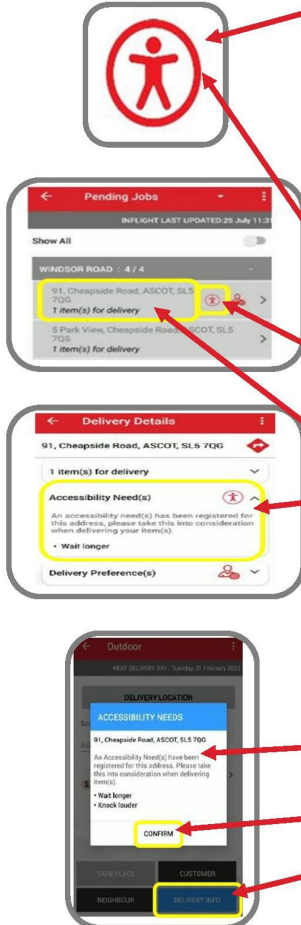 Pending Jobs
INFLIGHT LAST UPDATED:25 July 11:31
Show All
WINDSOR ROAD : 4 / 4
91, Cheapside Road, ASCOT, SL5
7QG
1 item(s) for delivery
5 Park View, Cheapside Road, ASCOT, SL5
7QS
1 item(s) for delivery
Delivery Details
91, Cheapside Road, ASCOT, SL5 7QG
1 item(s) for delivery
Accessibility Need(s)
An accessibility need(s) has been registered for
this address, please take this into consideration
when delivering your item(s).
• Wait longer
Delivery Preference(s)
Outdoor
NEXT DELIVERY DAY : Tuesday, 21 February 2023
DELIVERY LOCATION
ACCESSIBILITY NEEDS
91, Cheapside Road, ASCOT, SL5 7QG
An Accessibility Need(s) have been
registered for this address. Please take
this into consideration when delivering
item(s).
• Wait longer
• Knock louder
CONFIRM
SAFE PLACE
CUSTOMER
NEIGHBOUR
DELIVERY INFO